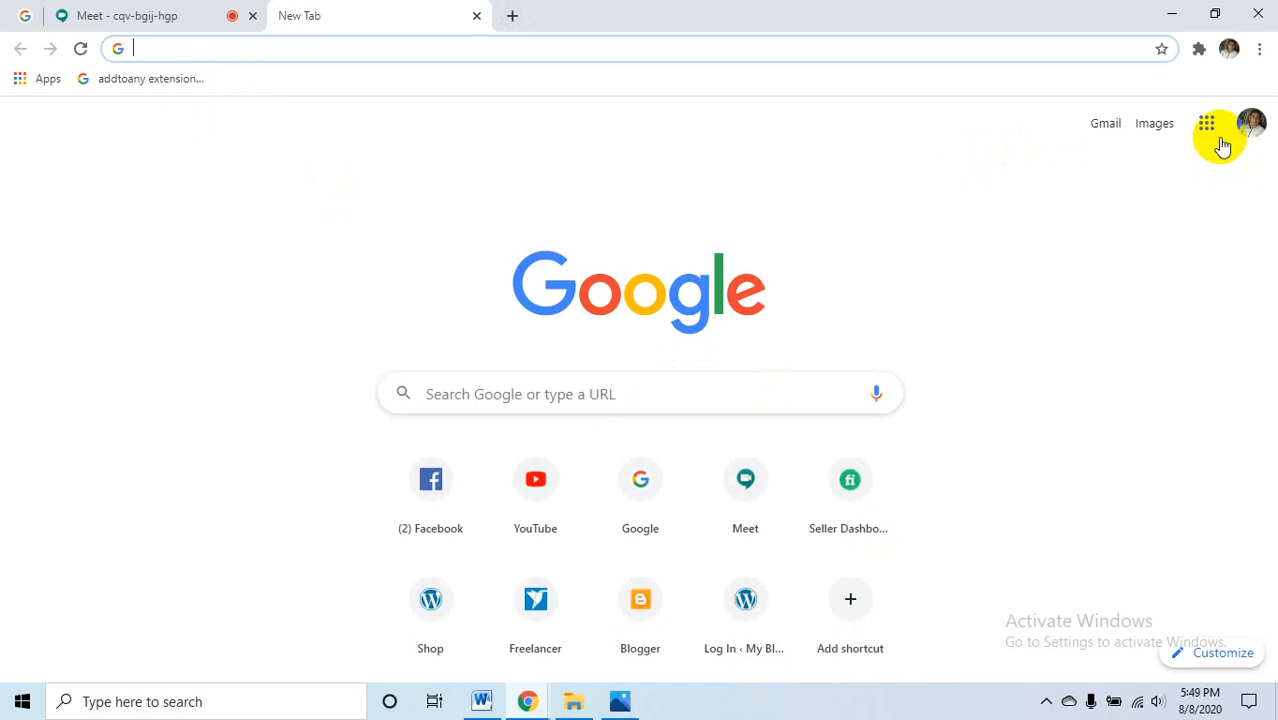 Meet - cqv-bgij-hgp
New Tab
Apps
addtoany extension...
Gmail
Images
Google
Search Google or type a URL
(2) Facebook
YouTube
Google
Meet
Seller Dashbo...
Shop
Freelancer
Blogger
Log In ‹ My Bl...
Add shortcut
Activate Windows
Go to Settings to activate Windows.
Customize
Type here to search
5:49 PM
8/8/2020